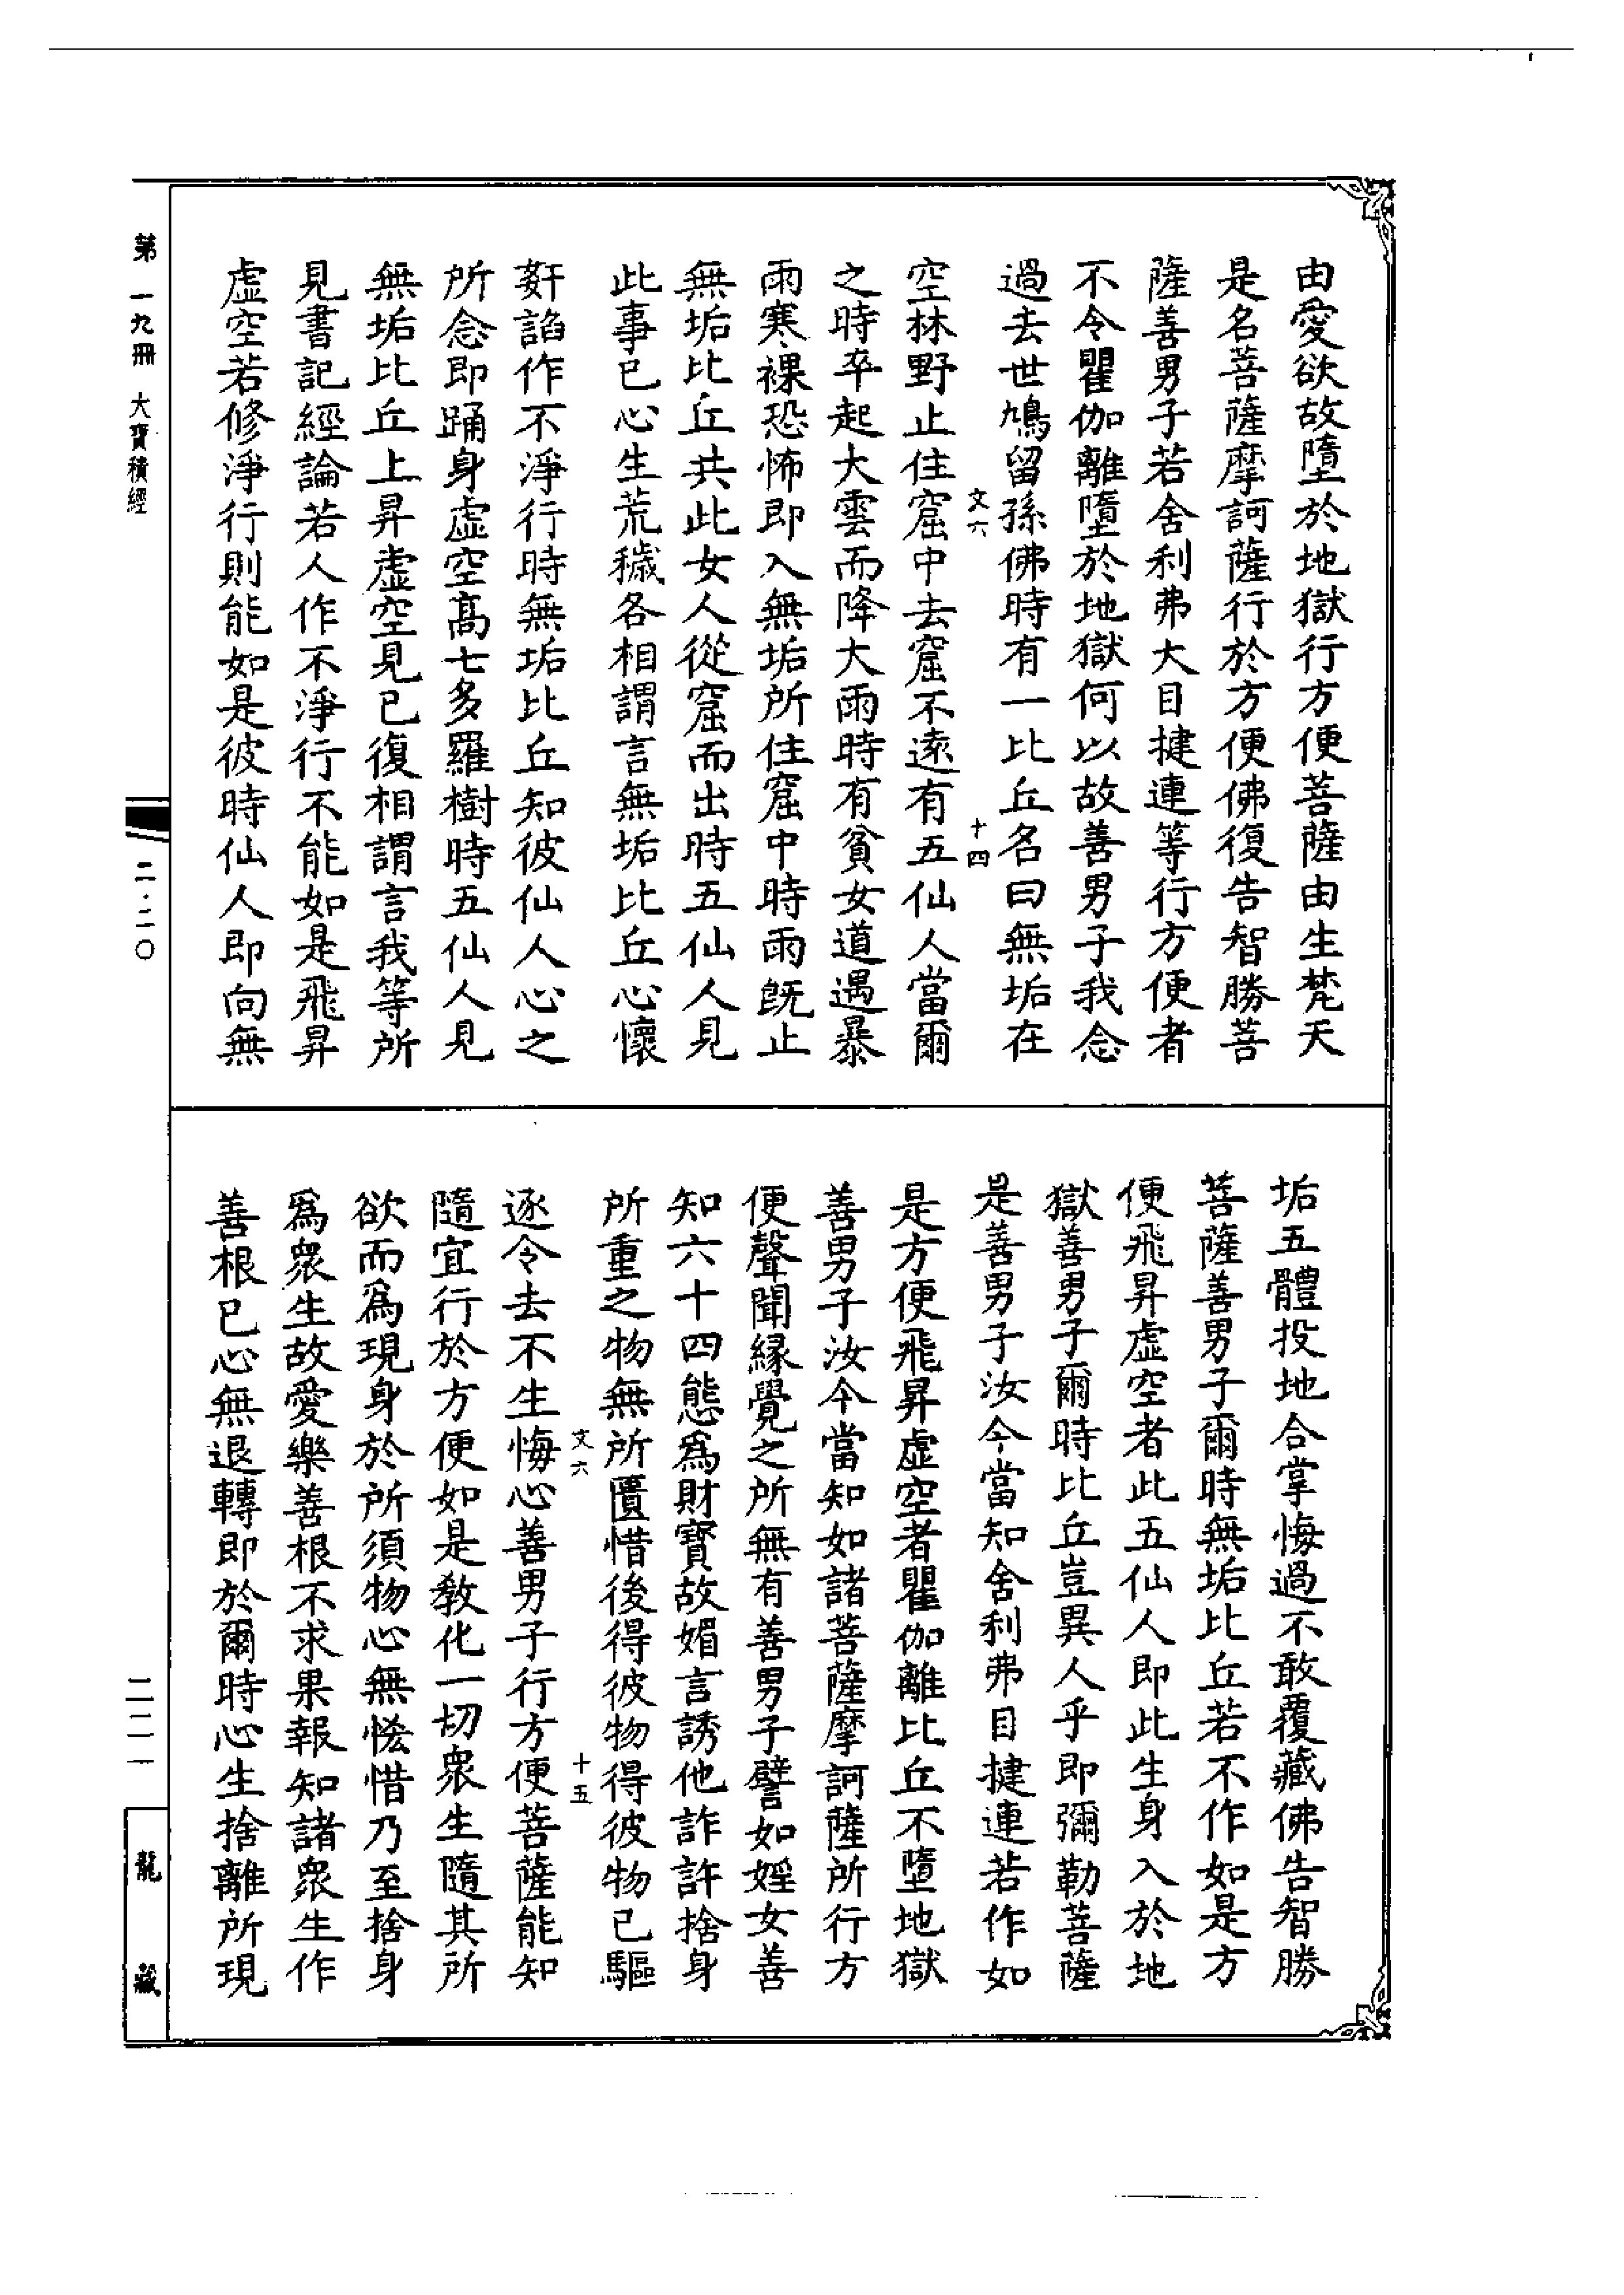 由愛欲故墮於地獄行方便菩薩由生梵天
是名菩薩摩訶薩行於方便佛復告智勝菩
薩善男子若舍利弗大目揵連等行方便者
不令瞿伽離墮於地獄何以故善男子我念
過去世鳩留孫佛時有一比丘名曰無垢在
文六 十四
空林野止住窟中去窟不遠有五仙人當爾
之時卒起大雲而降大雨時有貧女道遇暴
雨寒裸恐怖即入無垢所住窟中時雨旣止
無垢比丘共此女人從窟而出時五仙人見
此事已心生荒穢各相謂言無垢比丘心懷
姧諂作不淨行時無垢比丘知彼仙人心之
所念即踊身虛空髙七多羅樹時五仙人見
無垢比丘上昇虛空見已復相謂言我等所
見書記經論若人作不淨行不能如是飛昇
虛空若修淨行則能如是彼時仙人即向無
垢五體投地合掌悔過不敢覆藏佛告智勝
菩薩善男子爾時無垢比丘若不作如是方
便飛昇虛空者此五仙人即此生身入於地
獄善男子爾時比丘豈異人乎即彌勒菩薩
是善男子汝今當知舍利弗目揵連若作如
是方便飛昇虛空者瞿伽離比丘不墮地獄
善男子汝今當知如諸菩薩摩訶薩所行方
便聲聞緣覺之所無有善男子譬如婬女善
知六十四態爲財寳故媚言誘他詐許捨身
所重之物無所匱惜後得彼物得彼物已驅
文六 十五
逐令去不生悔心善男子行方便菩薩能知
隨宜行於方便如是敎化一切衆生隨其所
欲而爲現身於所須物心無悋惜乃至捨身
爲衆生故愛樂善根不求果報知諸衆生作
善根已心無退轉即於爾時心生捨離所現
第一九冊 大寶積經
二·二〇
二二一
龍藏